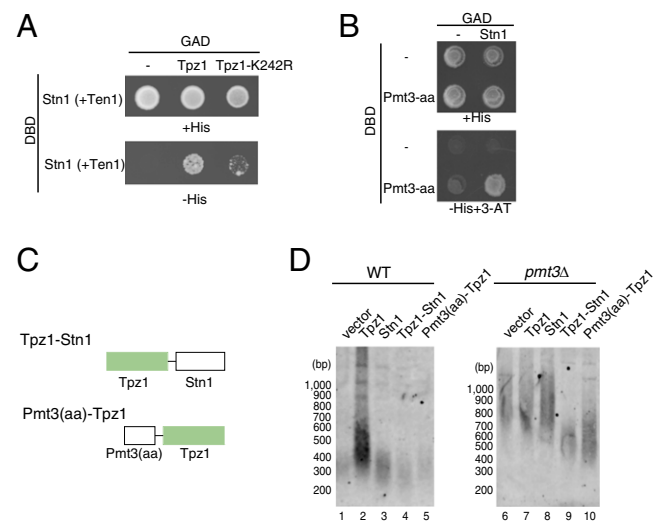 A
GAD
- Tpz1 Tpz1-K242R
DBD
Stn1 (+Ten1)
+His
Stn1 (+Ten1)
-His
B
GAD
- Stn1
DBD
-
Pmt3-aa
+His
-
Pmt3-aa
-His+3-AT
C
Tpz1-Stn1
Tpz1 Stn1
Pmt3(aa)-Tpz1
Pmt3(aa) Tpz1
D
WT
vector
Tpz1
Stn1
Tpz1-Stn1
Pmt3(aa)-Tpz1
(bp)
1,000
900
800
700
600
500
400
300
200
1 2 3 4 5
pmt3Δ
vector
Tpz1
Stn1
Tpz1-Stn1
Pmt3(aa)-Tpz1
(bp)
1,000
900
800
700
600
500
400
300
200
6 7 8 9 10